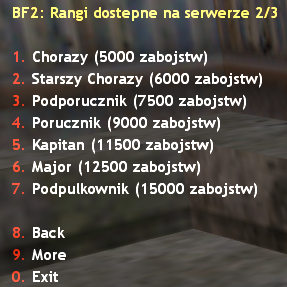 BF2: Rangi dostepne na serwerze 2/3
1. Chorazy (5000 zabojstw)
2. Starszy Chorazy (6000 zabojstw)
3. Podporucznik (7500 zabojstw)
4. Porucznik (9000 zabojstw)
5. Kapitan (11500 zabojstw)
6. Major (12500 zabojstw)
7. Podpulkownik (15000 zabojstw)
8. Back
9. More
0. Exit